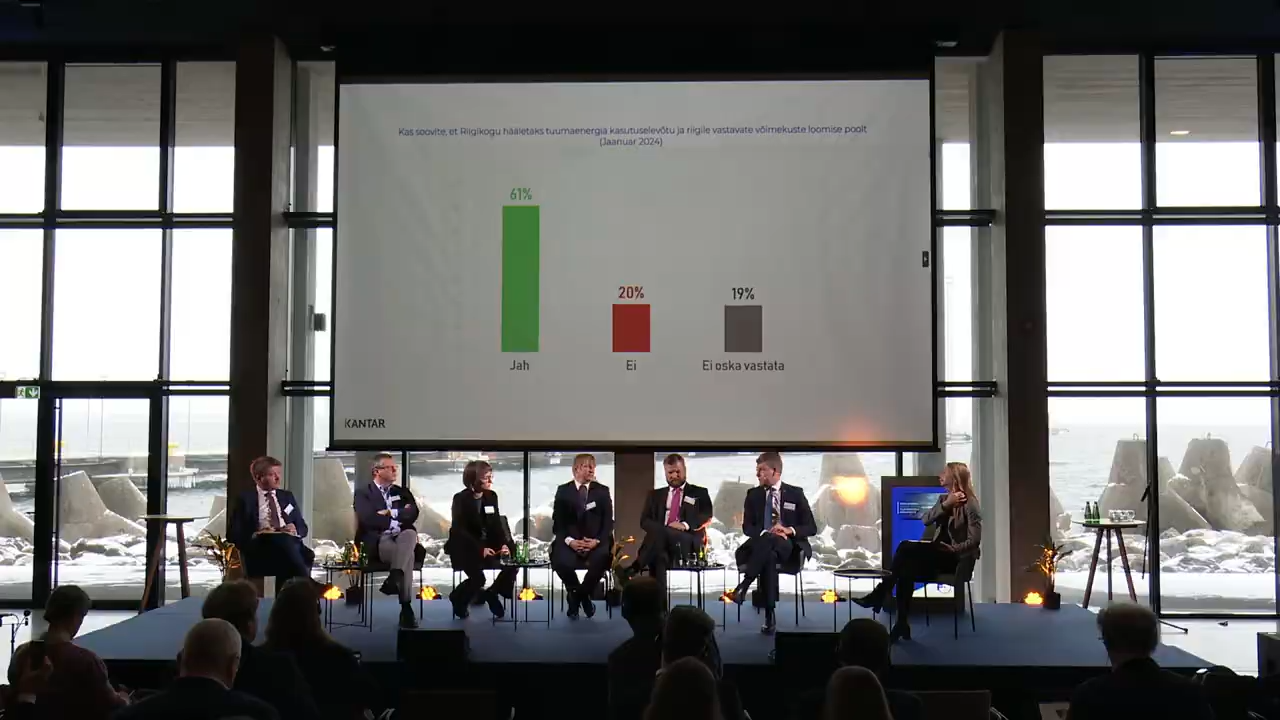 Kas soovite, et Riigikogu hääletaks tuumaenergia kasutuselevõtu ja riigile vastavate võimekuste loomise poolt
(Jaanuar 2024)
61%
20%
19%
Jah
Ei
Ei oska vastata
KANTAR